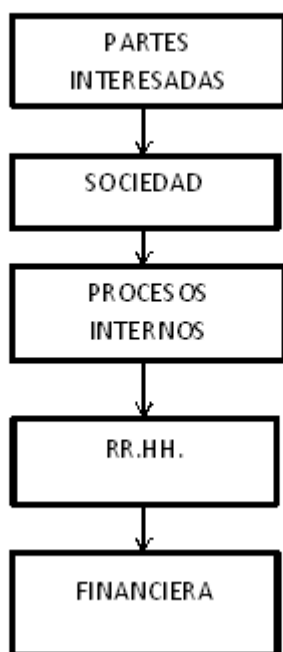 PARTES
INTERESADAS
SOCIEDAD
PROCESOS
INTERNOS
RR.HH.
FINANCIERA